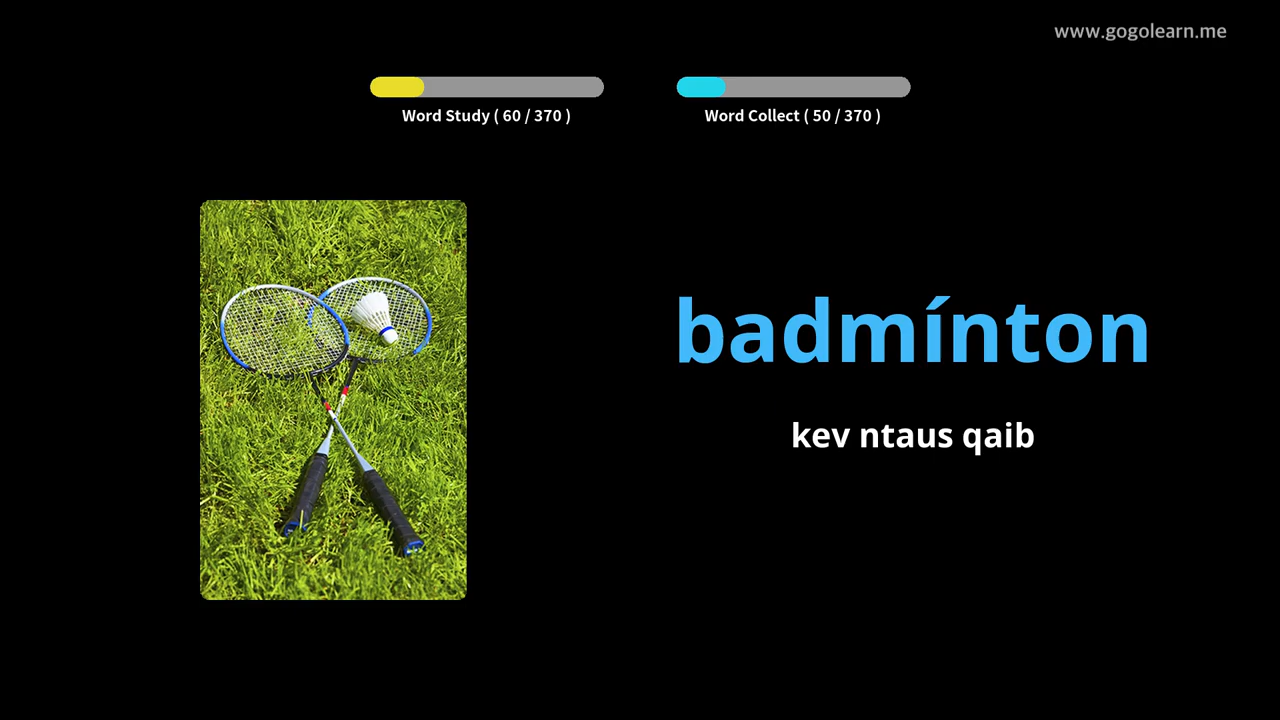 www.gogolearn.me
Word Study ( 60 / 370 )
Word Collect ( 50 / 370 )
badmínton
kev ntaus qaib